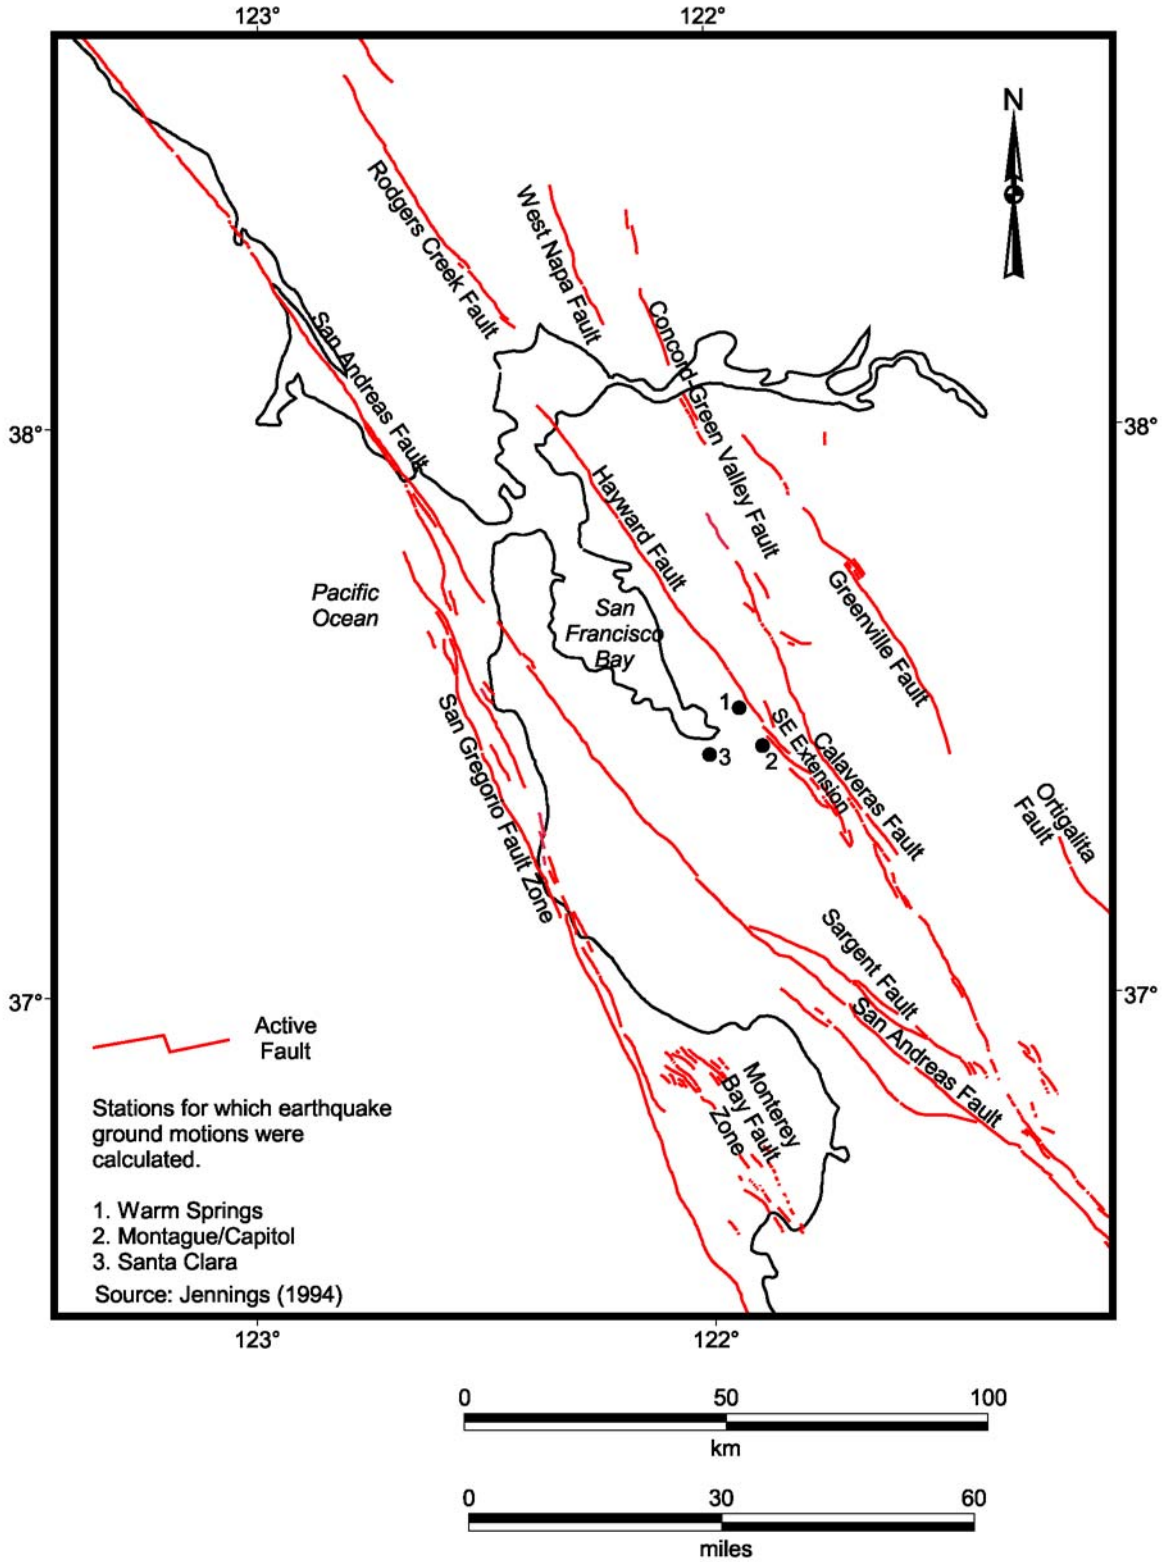 123° 122°
N
Rodgers Creek Fault
West Napa Fault
Concord-Green Valley Fault
San Andreas Fault
38° 38°
Hayward Fault
Greenville Fault
Pacific
Ocean
San
Francisco
Bay
San Gregorio Fault Zone
1
2
3
SE Extension
Calaveras Fault
Ortigalita
Fault
Sargent Fault
San Andreas Fault
37° 37°
Monterey
Bay Fault
Zone
Active
Fault
Stations for which earthquake
ground motions were
calculated.
1. Warm Springs
2. Montague/Capitol
3. Santa Clara
Source: Jennings (1994)
123° 122°
0 50 100
km
0 30 60
miles